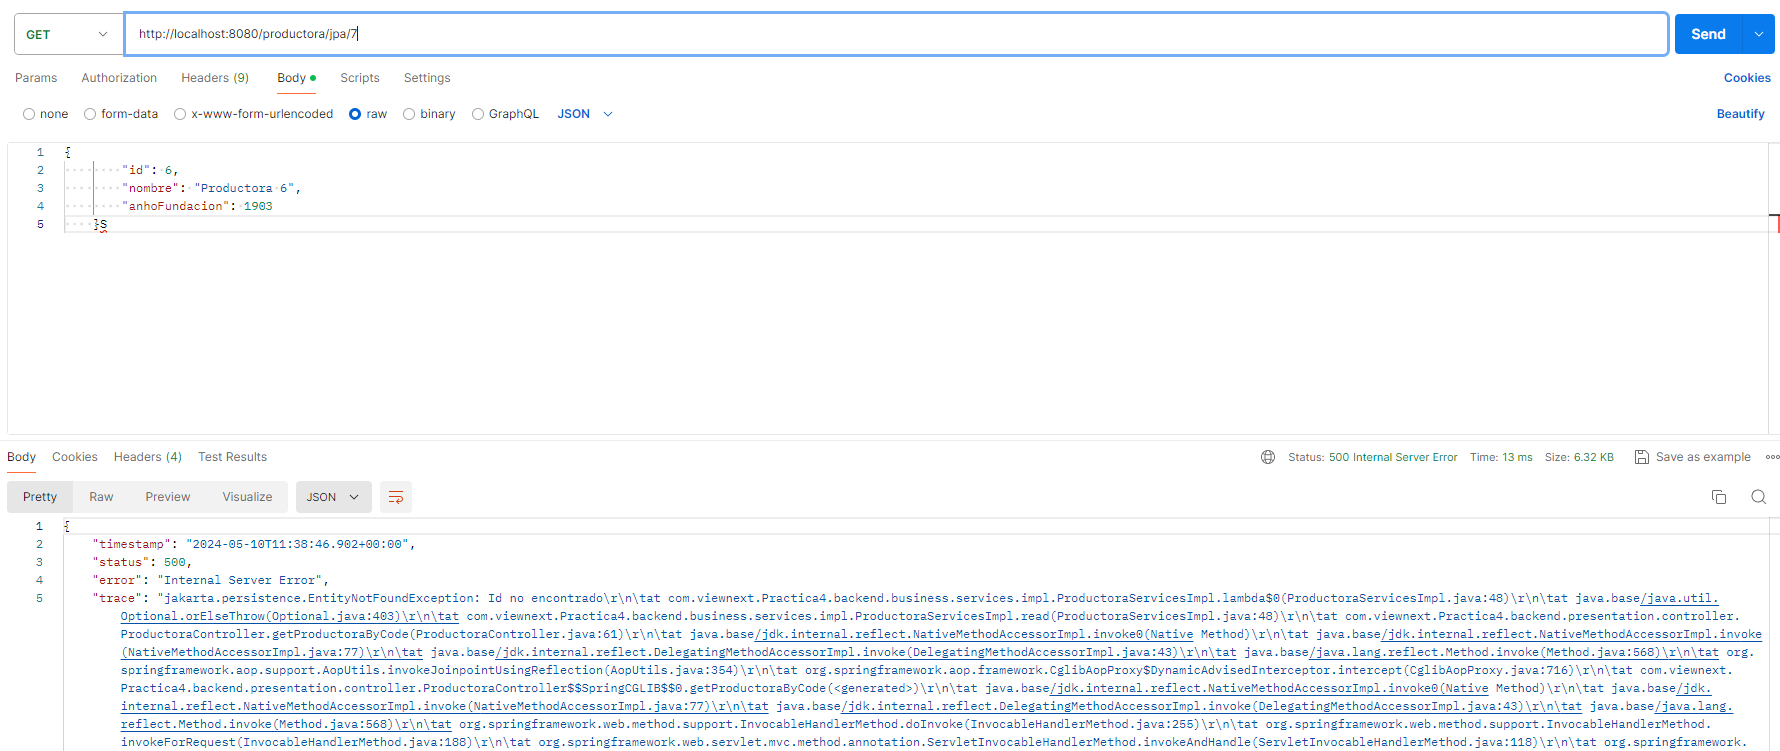 GET
http://localhost:8080/productora/jpa/7
Send
Params Authorization Headers (9) Body Scripts Settings
Cookies
none form-data x-www-form-urlencoded raw binary GraphQL JSON
Beautify
1 {
2 "id": 6,
3 "nombre": "Productora 6",
4 "anhoFundacion": 1903
5 }S
Body Cookies Headers (4) Test Results
Status: 500 Internal Server Error Time: 13 ms Size: 6.32 KB Save as example
Pretty Raw Preview Visualize JSON
1 {
2 "timestamp": "2024-05-10T11:38:46.902+00:00",
3 "status": 500,
4 "error": "Internal Server Error",
5 "trace": "jakarta.persistence.EntityNotFoundException: Id no encontrado\r\n\tat com.viewnext.Practica4.backend.business.services.impl.ProductoraServicesImpl.lambda$0(ProductoraServicesImpl.java:48)\r\n\tat java.base/java.util.
Optional.orElseThrow(Optional.java:403)\r\n\tat com.viewnext.Practica4.backend.business.services.impl.ProductoraServicesImpl.read(ProductoraServicesImpl.java:48)\r\n\tat com.viewnext.Practica4.backend.presentation.controller.
ProductoraController.getProductoraByCode(ProductoraController.java:61)\r\n\tat java.base/jdk.internal.reflect.NativeMethodAccessorImpl.invoke0(Native Method)\r\n\tat java.base/jdk.internal.reflect.NativeMethodAccessorImpl.invoke
(NativeMethodAccessorImpl.java:77)\r\n\tat java.base/jdk.internal.reflect.DelegatingMethodAccessorImpl.invoke(DelegatingMethodAccessorImpl.java:43)\r\n\tat java.base/java.lang.reflect.Method.invoke(Method.java:568)\r\n\tat org.
springframework.aop.support.AopUtils.invokeJoinpointUsingReflection(AopUtils.java:354)\r\n\tat org.springframework.aop.framework.CglibAopProxy$DynamicAdvisedInterceptor.intercept(CglibAopProxy.java:716)\r\n\tat com.viewnext.
Practica4.backend.presentation.controller.ProductoraController$$SpringCGLIB$$0.getProductoraByCode(<generated>)\r\n\tat java.base/jdk.internal.reflect.NativeMethodAccessorImpl.invoke0(Native Method)\r\n\tat java.base/jdk.
internal.reflect.NativeMethodAccessorImpl.invoke(NativeMethodAccessorImpl.java:77)\r\n\tat java.base/jdk.internal.reflect.DelegatingMethodAccessorImpl.invoke(DelegatingMethodAccessorImpl.java:43)\r\n\tat java.base/java.lang.
reflect.Method.invoke(Method.java:568)\r\n\tat org.springframework.web.method.support.InvocableHandlerMethod.doInvoke(InvocableHandlerMethod.java:255)\r\n\tat org.springframework.web.method.support.InvocableHandlerMethod.
invokeForRequest(InvocableHandlerMethod.java:188)\r\n\tat org.springframework.web.servlet.mvc.method.annotation.ServletInvocableHandlerMethod.invokeAndHandle(ServletInvocableHandlerMethod.java:118)\r\n\tat org.springframework.